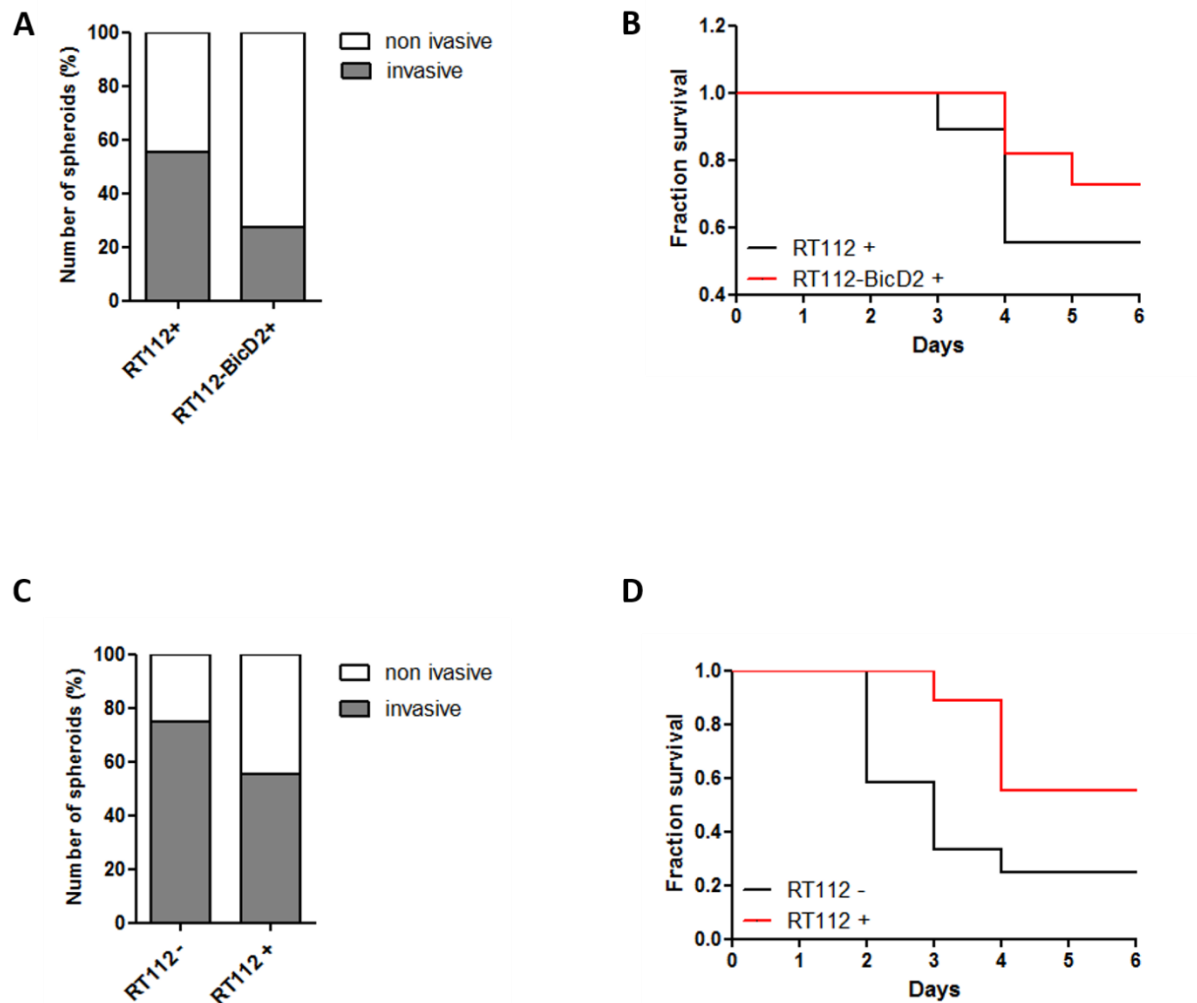 A
Number of spheroids (%)
100
80
60
40
20
0
RT112+
RT112-BicD2+
non ivasive
invasive
B
Fraction survival
1.2
1.0
0.8
0.6
0.4
RT112 +
RT112-BicD2 +
0 1 2 3 4 5 6
Days
C
Number of spheroids (%)
100
80
60
40
20
0
RT112 -
RT112 +
non ivasive
invasive
D
Fraction survival
1.0
0.8
0.6
0.4
0.2
0.0
RT112 -
RT112 +
0 1 2 3 4 5 6
Days